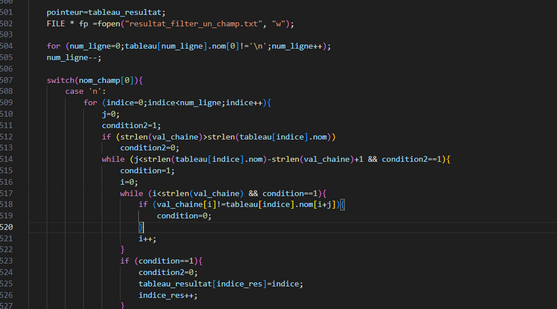 500
501 pointeur=tableau_resultat;
502 FILE * fp =fopen("resultat_filter_un_champ.txt", "w");
503
504 for (num_ligne=0;tableau[num_ligne].nom[0]!='\n';num_ligne++);
505 num_ligne--;
506
507 switch(nom_champ[0]){
508 case 'n':
509 for (indice=0;indice<num_ligne;indice++){
510 j=0;
511 condition2=1;
512 if (strlen(val_chaine)>strlen(tableau[indice].nom))
513 condition2=0;
514 while (j<strlen(tableau[indice].nom)-strlen(val_chaine)+1 && condition2==1){
515 condition=1;
516 i=0;
517 while (i<strlen(val_chaine) && condition==1){
518 if (val_chaine[i]!=tableau[indice].nom[i+j]){
519 condition=0;
520 }
521 i++;
522 }
523 if (condition==1){
524 condition2=0;
525 tableau_resultat[indice_res]=indice;
526 indice_res++;
527 }